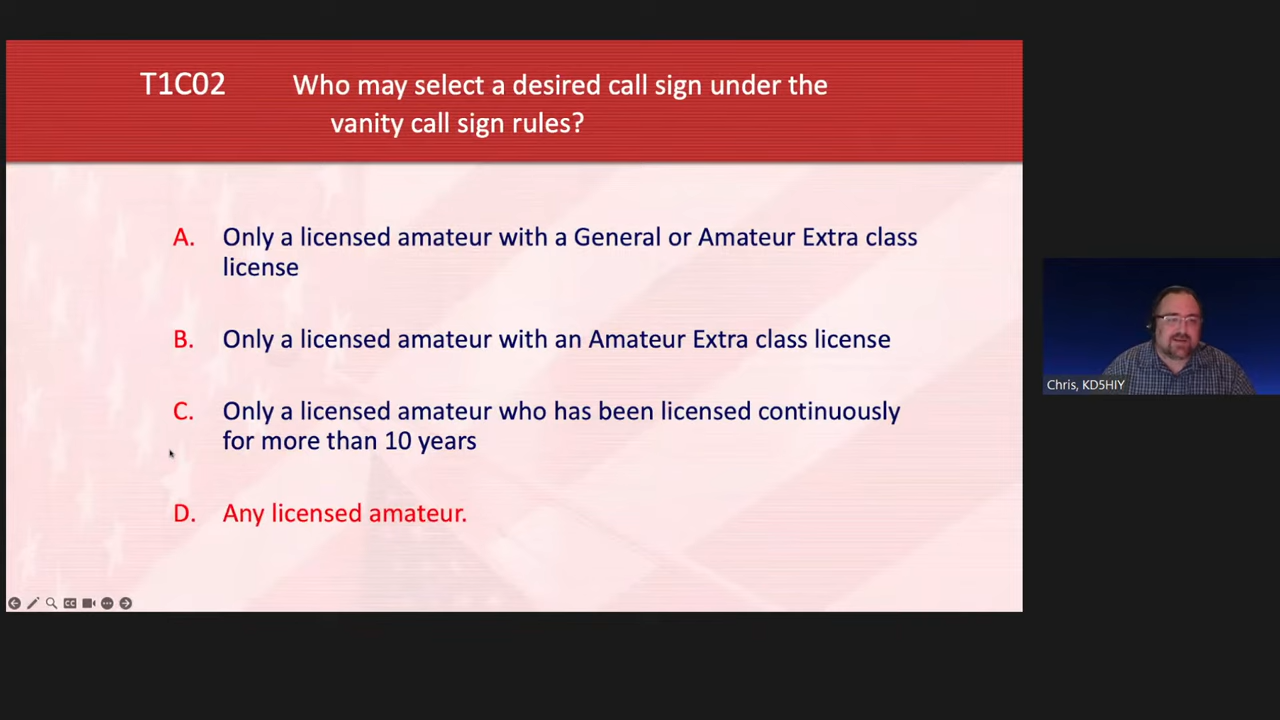 T1C02 Who may select a desired call sign under the
vanity call sign rules?
A. Only a licensed amateur with a General or Amateur Extra class
license
B. Only a licensed amateur with an Amateur Extra class license
C. Only a licensed amateur who has been licensed continuously
for more than 10 years
D. Any licensed amateur.
Chris, KD5HIY
CC